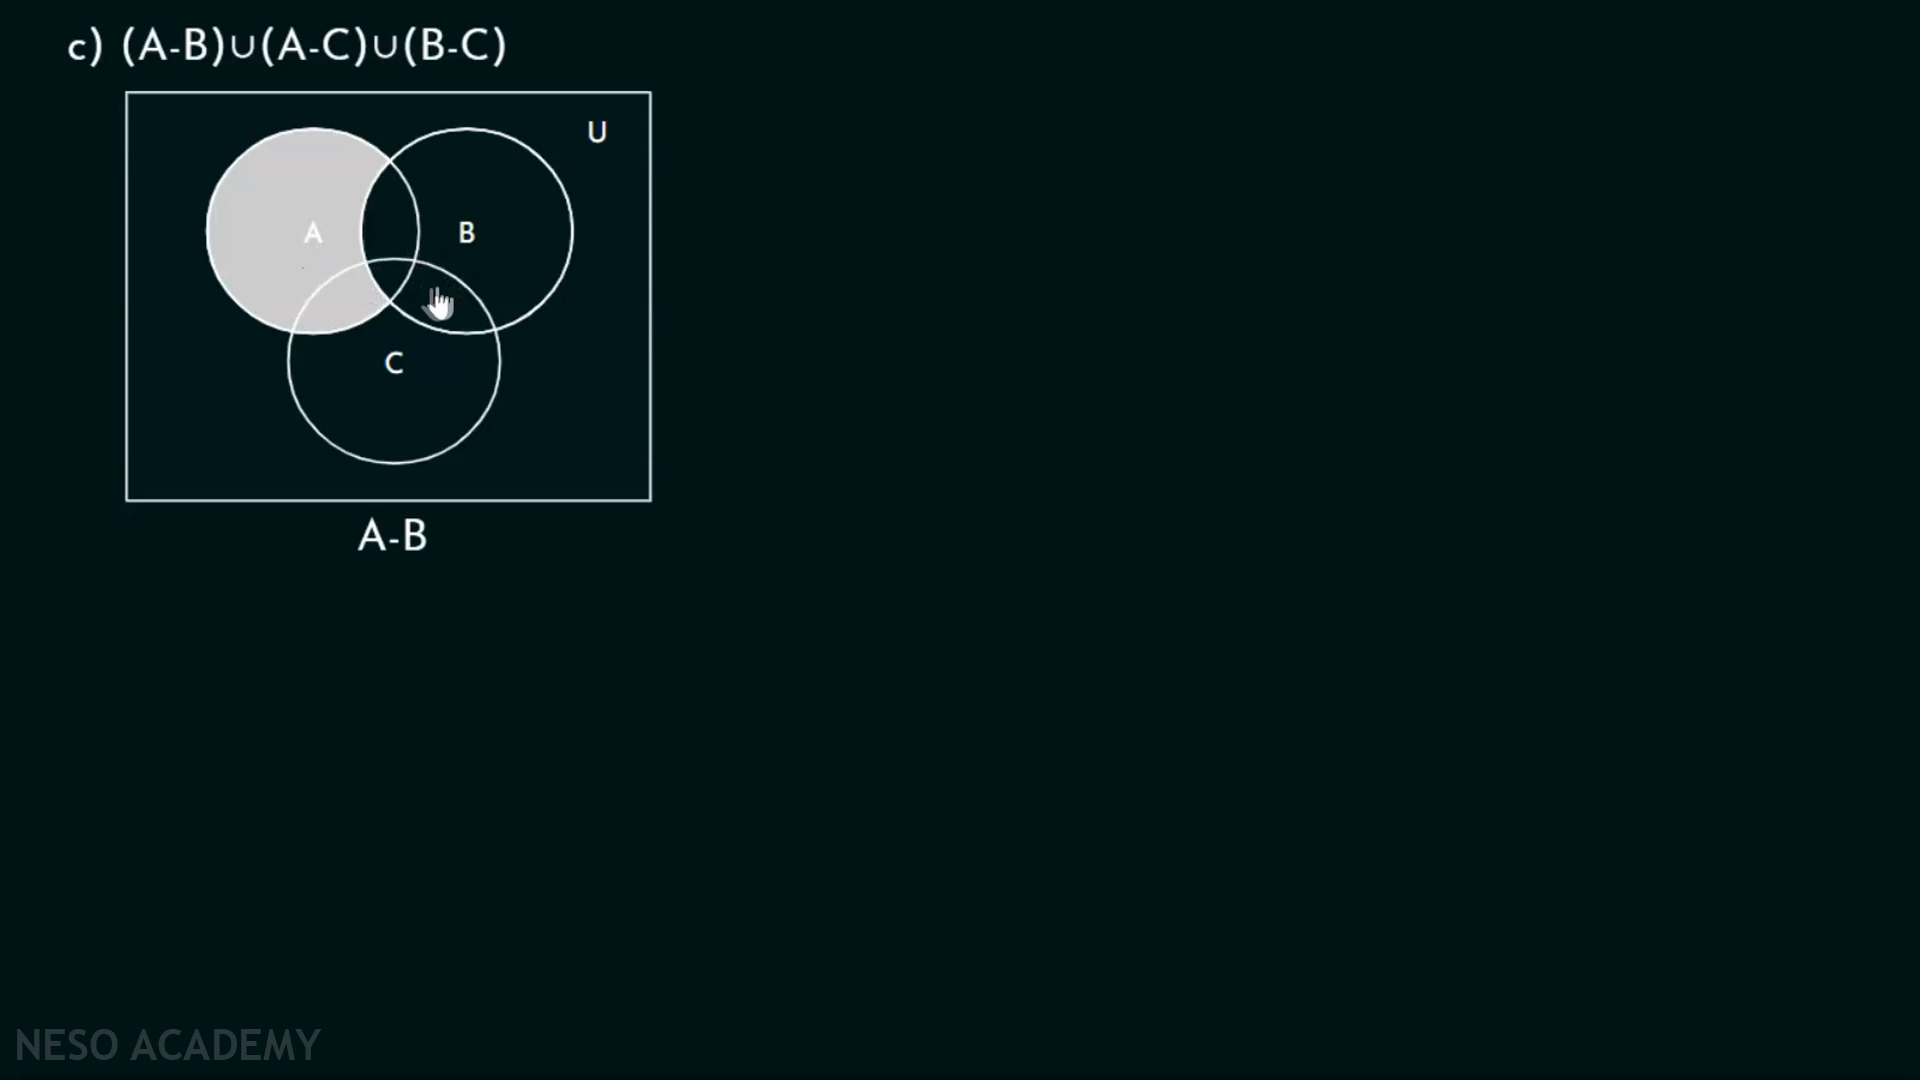 c) (A-B)∪(A-C)∪(B-C)
U
A
B
C
A-B
NESO ACADEMY